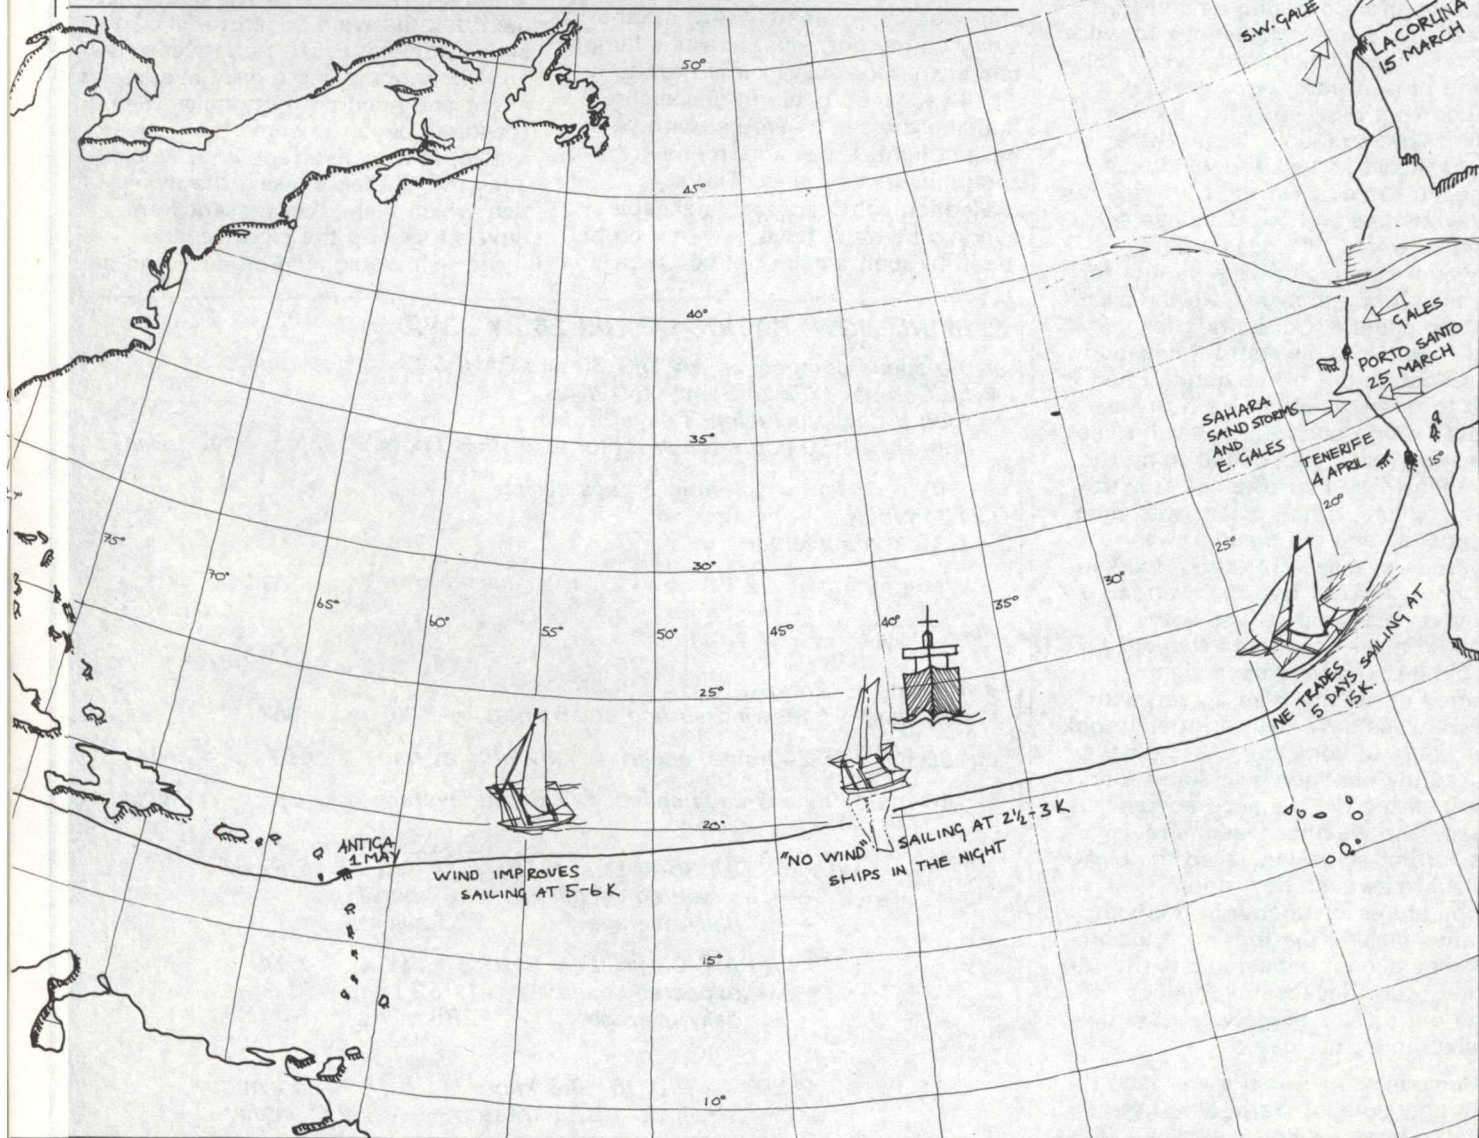 S.W. GALE
LA CORUNA
15 MARCH
50°
45°
40°
GALES
PORTO SANTO
25 MARCH
SAHARA
SAND STORMS
AND
E. GALES
TENERIFE
4 APRIL
15°
20°
25°
30°
35°
35°
30°
75°
70°
65°
60°
55°
50°
45°
40°
25°
NE TRADES
5 DAYS SAILING AT
15K.
20°
ANTIGA
1 MAY
WIND IMPROVES
SAILING AT 5-6 K
"NO WIND"
SAILING AT 2½-3 K
SHIPS IN THE NIGHT
15°
10°